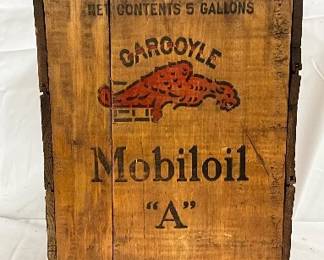 NET CONTENTS 5 GALLONS
GARGOYLE
Mobiloil
"A"